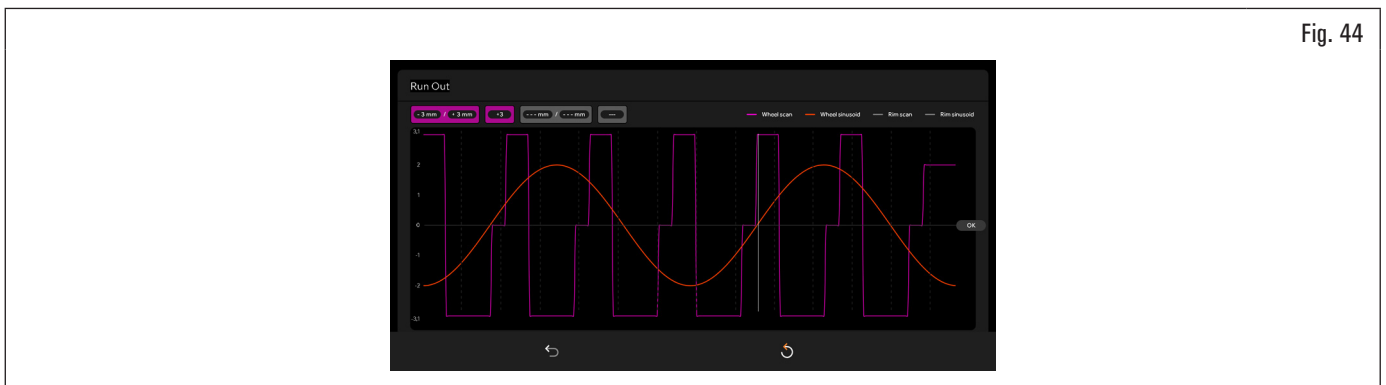 Fig. 44
Run Out
- 3 mm / + 3 mm +3 - - - mm / - - - mm ---
Wheel scan Wheel sinusoid Rim scan Rim sinusoid
3,1
2
1
0
OK
-1
-2
-3,1